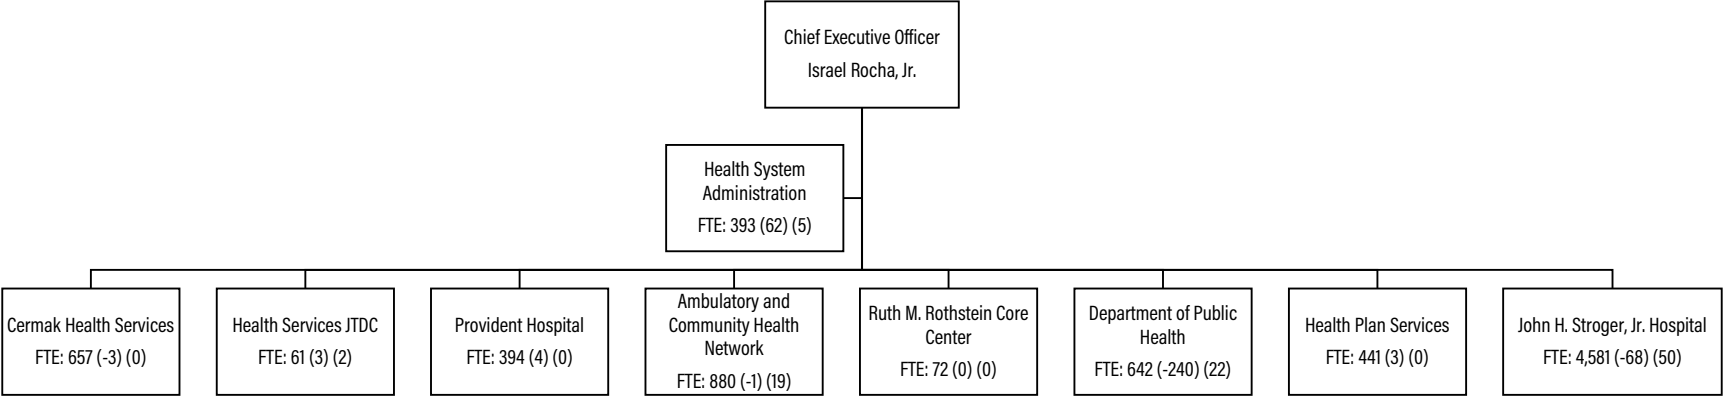 Chief Executive Officer
Israel Rocha, Jr.
Health System
Administration
FTE: 393 (62) (5)
Cermak Health Services
FTE: 657 (-3) (0)
Health Services JTDC
FTE: 61 (3) (2)
Provident Hospital
FTE: 394 (4) (0)
Ambulatory and
Community Health
Network
FTE: 880 (-1) (19)
Ruth M. Rothstein Core
Center
FTE: 72 (0) (0)
Department of Public
Health
FTE: 642 (-240) (22)
Health Plan Services
FTE: 441 (3) (0)
John H. Stroger, Jr. Hospital
FTE: 4,581 (-68) (50)